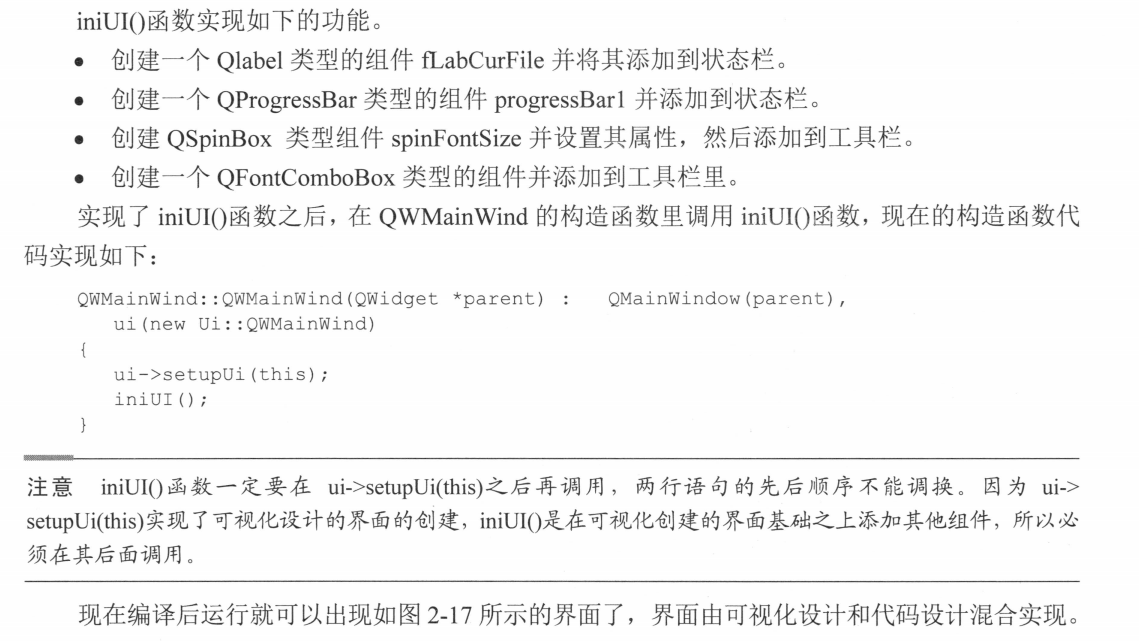 iniUI()函数实现如下的功能。
• 创建一个 Qlabel 类型的组件 fLabCurFile 并将其添加到状态栏。
• 创建一个 QProgressBar 类型的组件 progressBar1 并添加到状态栏。
• 创建 QSpinBox 类型组件 spinFontSize 并设置其属性，然后添加到工具栏。
• 创建一个 QFontComboBox 类型的组件并添加到工具栏里。
实现了 iniUI()函数之后，在 QWMainWind 的构造函数里调用 iniUI()函数，现在的构造函数代
码实现如下：
QWMainWind::QWMainWind(QWidget *parent) : QMainWindow(parent),
ui(new Ui::QWMainWind)
{
ui->setupUi(this);
iniUI();
}
注意 iniUI()函数一定要在 ui->setupUi(this)之后再调用，两行语句的先后顺序不能调换。因为 ui->
setupUi(this)实现了可视化设计的界面的创建，iniUI()是在可视化创建的界面基础之上添加其他组件，所以必
须在其后面调用。
现在编译后运行就可以出现如图 2-17 所示的界面了，界面由可视化设计和代码设计混合实现。